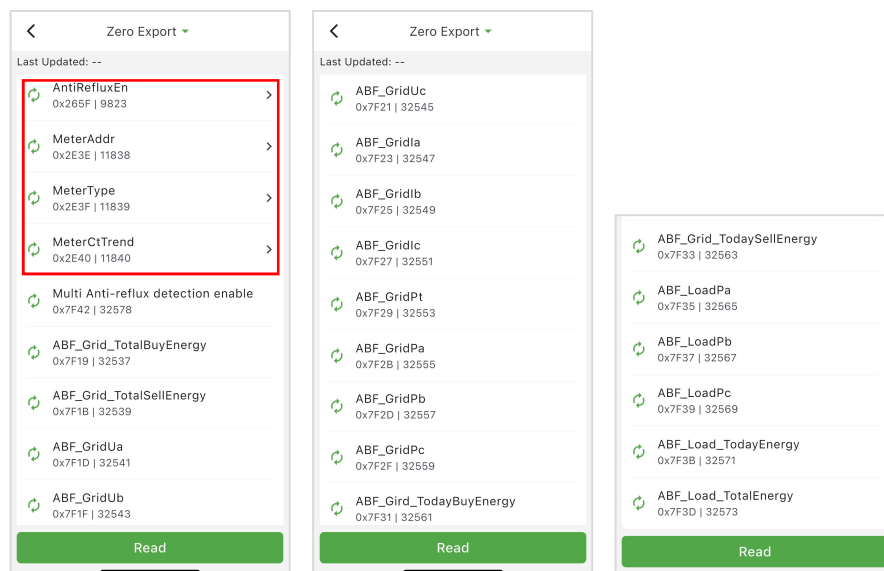 Zero Export
Last Updated: --
AntiRefluxEn
0x265F | 9823
MeterAddr
0x2E3E | 11838
MeterType
0x2E3F | 11839
MeterCtTrend
0x2E40 | 11840
Multi Anti-reflux detection enable
0x7F42 | 32578
ABF_Grid_TotalBuyEnergy
0x7F19 | 32537
ABF_Grid_TotalSellEnergy
0x7F1B | 32539
ABF_GridUa
0x7F1D | 32541
ABF_GridUb
0x7F1F | 32543
Read
Zero Export
Last Updated: --
ABF_GridUc
0x7F21 | 32545
ABF_GridIa
0x7F23 | 32547
ABF_GridIb
0x7F25 | 32549
ABF_GridIc
0x7F27 | 32551
ABF_GridPt
0x7F29 | 32553
ABF_GridPa
0x7F2B | 32555
ABF_GridPb
0x7F2D | 32557
ABF_GridPc
0x7F2F | 32559
ABF_Gird_TodayBuyEnergy
0x7F31 | 32561
Read
ABF_Grid_TodaySellEnergy
0x7F33 | 32563
ABF_LoadPa
0x7F35 | 32565
ABF_LoadPb
0x7F37 | 32567
ABF_LoadPc
0x7F39 | 32569
ABF_Load_TodayEnergy
0x7F3B | 32571
ABF_Load_TotalEnergy
0x7F3D | 32573
Read